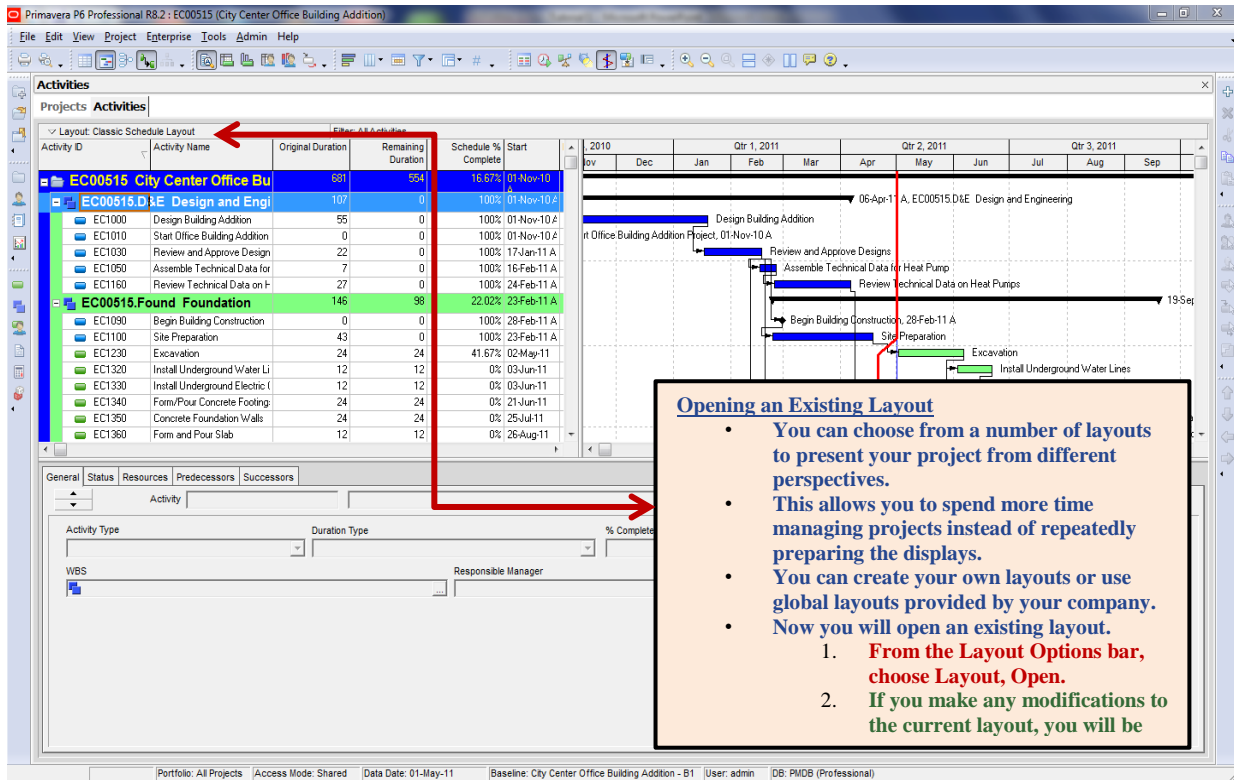 Primavera P6 Professional R8.2 : EC00515 (City Center Office Building Addition)
File Edit View Project Enterprise Tools Admin Help
Activities
Projects Activities
Layout: Classic Schedule Layout Filter: All Activities
Activity ID Activity Name Original Duration Remaining Duration Schedule % Complete Start
, 2010 Qtr 1, 2011 Qtr 2, 2011 Qtr 3, 2011
lov Dec Jan Feb Mar Apr May Jun Jul Aug Sep
EC00515 City Center Office Bu 681 554 16.67% 01-Nov-10 A
EC00515.D&E Design and Engi 107 0 100% 01-Nov-10 A 06-Apr-11 A, EC00515.D&E Design and Engineering
EC1000 Design Building Addition 55 0 100% 01-Nov-10 A Design Building Addition
EC1010 Start Office Building Addition 0 0 100% 01-Nov-10 A rt Office Building Addition Project, 01-Nov-10 A
EC1030 Review and Approve Design 22 0 100% 17-Jan-11 A Review and Approve Designs
EC1050 Assemble Technical Data for 7 0 100% 16-Feb-11 A Assemble Technical Data for Heat Pump
EC1160 Review Technical Data on H 27 0 100% 24-Feb-11 A Review Technical Data on Heat Pumps
EC00515.Found Foundation 146 98 22.02% 23-Feb-11 A 19-Sep
EC1090 Begin Building Construction 0 0 100% 28-Feb-11 A Begin Building Construction, 28-Feb-11 A
EC1100 Site Preparation 43 0 100% 23-Feb-11 A Site Preparation
EC1230 Excavation 24 24 41.67% 02-May-11 Excavation
EC1320 Install Underground Water Li 12 12 0% 03-Jun-11 Install Underground Water Lines
EC1330 Install Underground Electric ( 12 12 0% 03-Jun-11
EC1340 Form/Pour Concrete Footing: 24 24 0% 21-Jun-11
EC1350 Concrete Foundation Walls 24 24 0% 25-Jul-11
EC1360 Form and Pour Slab 12 12 0% 26-Aug-11
General Status Resources Predecessors Successors
Activity
Activity Type Duration Type % Complete
WBS Responsible Manager
Opening an Existing Layout
• You can choose from a number of layouts
to present your project from different
perspectives.
• This allows you to spend more time
managing projects instead of repeatedly
preparing the displays.
• You can create your own layouts or use
global layouts provided by your company.
• Now you will open an existing layout.
1. From the Layout Options bar,
choose Layout, Open.
2. If you make any modifications to
the current layout, you will be
Portfolio: All Projects Access Mode: Shared Data Date: 01-May-11 Baseline: City Center Office Building Addition - B1 User: admin DB: PMDB (Professional)